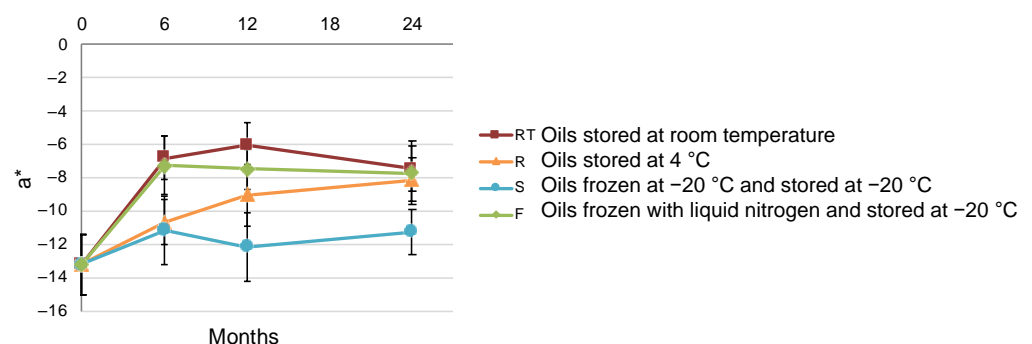 0 6 12 24
0
−2
−4
−6
−8
−10
−12
−14
−16
a*
Months
RT Oils stored at room temperature
R Oils stored at 4 °C
S Oils frozen at −20 °C and stored at −20 °C
F Oils frozen with liquid nitrogen and stored at −20 °C